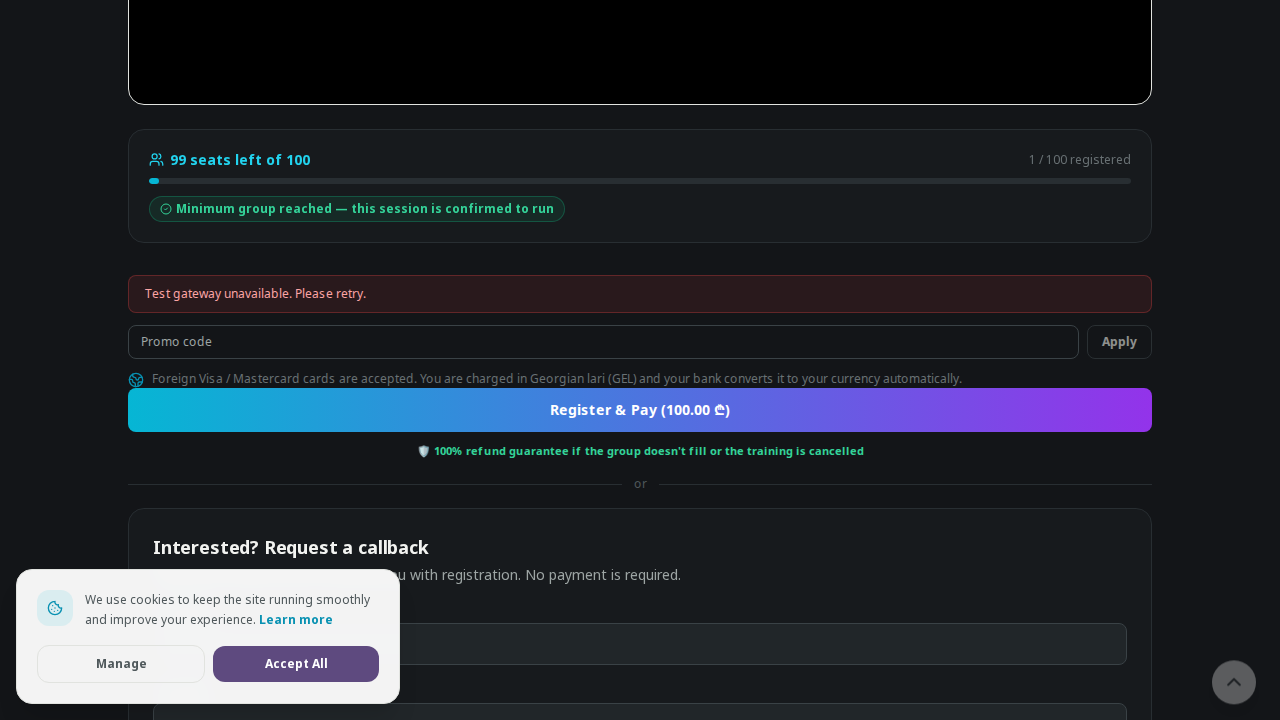 99 seats left of 100
1 / 100 registered
Minimum group reached — this session is confirmed to run
Test gateway unavailable. Please retry.
Promo code
Apply
Foreign Visa / Mastercard cards are accepted. You are charged in Georgian lari (GEL) and your bank converts it to your currency automatically.
Register & Pay (100.00 ₾)
100% refund guarantee if the group doesn't fill or the training is cancelled
or
Interested? Request a callback
u with registration. No payment is required.
We use cookies to keep the site running smoothly
and improve your experience. Learn more
Manage
Accept All